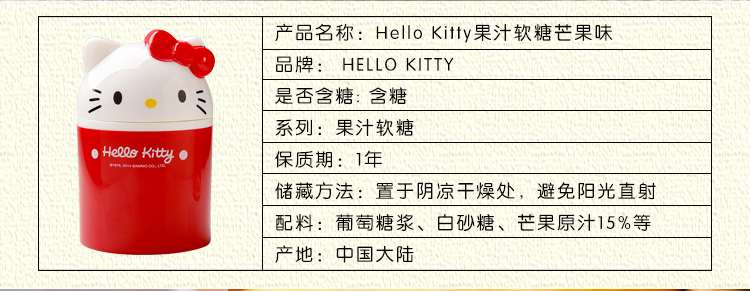 Hello Kitty
©1976, 2014 SANRIO CO., LTD.
产品名称：Hello Kitty果汁软糖芒果味
品牌： HELLO KITTY
是否含糖: 含糖
系列：果汁软糖
保质期：1年
储藏方法：置于阴凉干燥处，避免阳光直射
配料：葡萄糖浆、白砂糖、芒果原汁15%等
产地：中国大陆